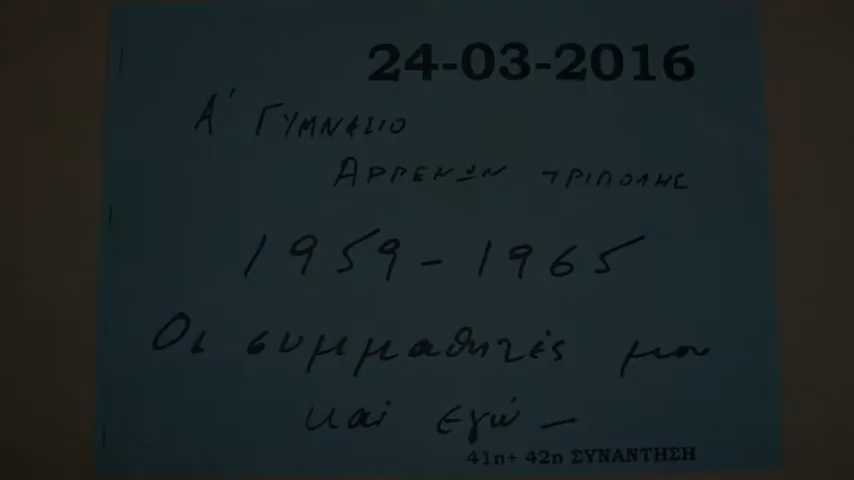 24-03-2016
Α΄ ΓΥΜΝΑΣΙΟ
ΑΡΡΕΝΩΝ ΤΡΙΠΟΛΗΣ
1959 - 1965
Οι συμμαθητές μου
και εγώ -
41η+ 42η ΣΥΝΑΝΤΗΣΗ